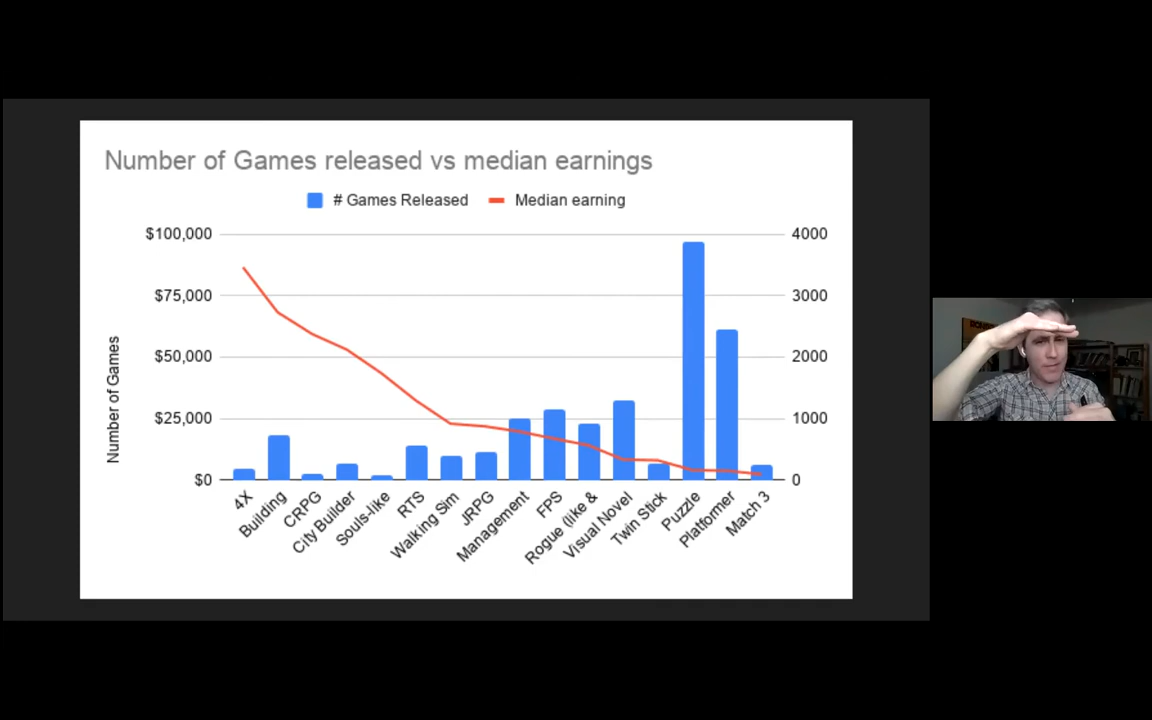 Number of Games released vs median earnings
# Games Released
Median earning
$100,000
$75,000
$50,000
$25,000
$0
Number of Games
4000
3000
2000
1000
0
4X
Building
CRPG
City Builder
Souls-like
RTS
Walking Sim
JRPG
Management
FPS
Rogue (like &
Visual Novel
Twin Stick
Puzzle
Platformer
Match 3